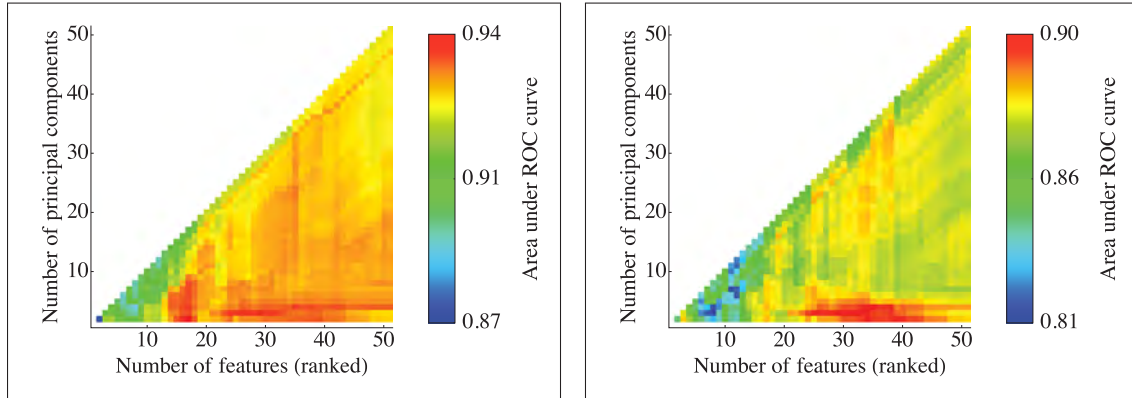 50
40
30
20
10
Number of principal components
10 20 30 40 50
Number of features (ranked)
0.94
0.91
0.87
Area under ROC curve
50
40
30
20
10
Number of principal components
10 20 30 40 50
Number of features (ranked)
0.90
0.86
0.81
Area under ROC curve